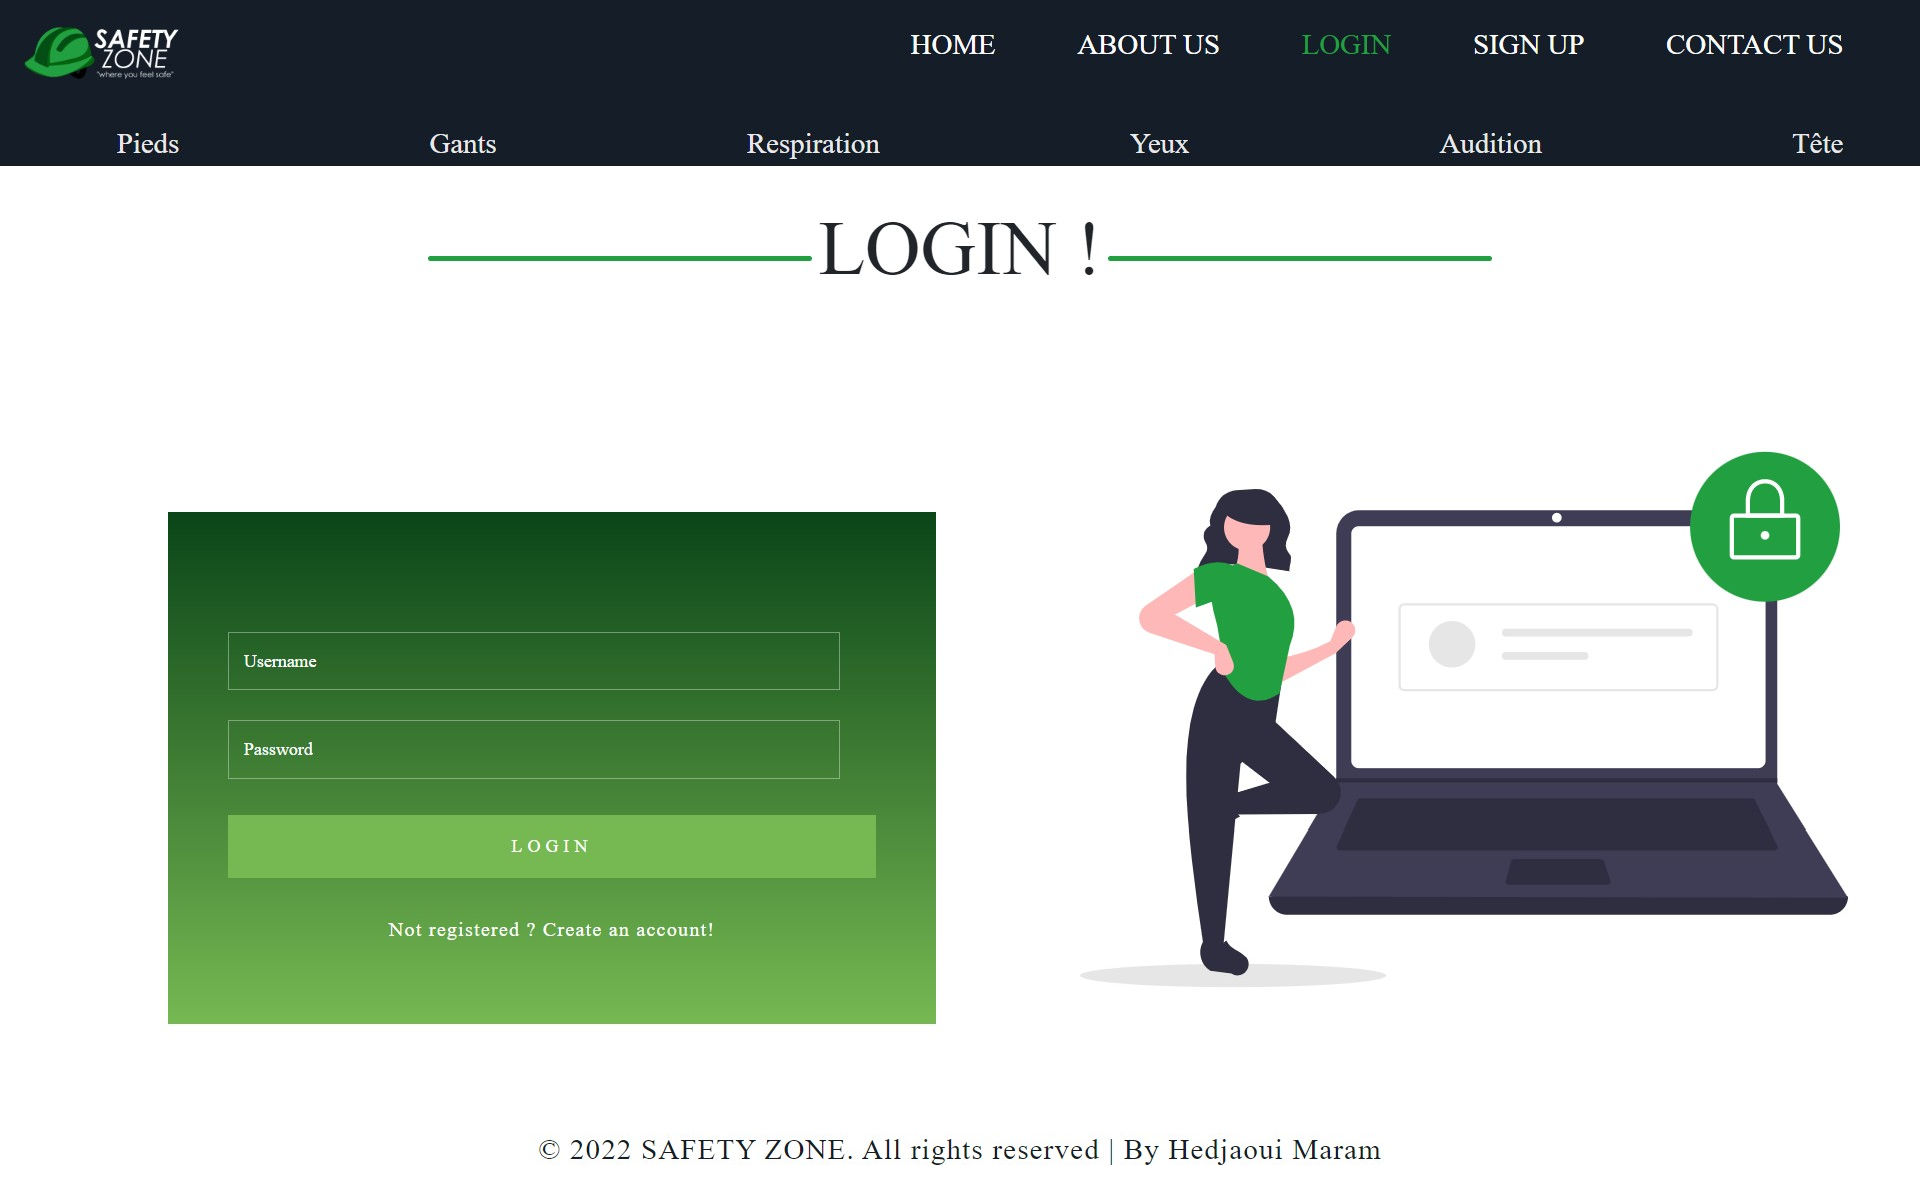 SAFETY
ZONE
"where you feel safe"
HOME ABOUT US LOGIN SIGN UP CONTACT US
Pieds Gants Respiration Yeux Audition Tête
LOGIN !
Username
Password
LOGIN
Not registered ? Create an account!
© 2022 SAFETY ZONE. All rights reserved | By Hedjaoui Maram